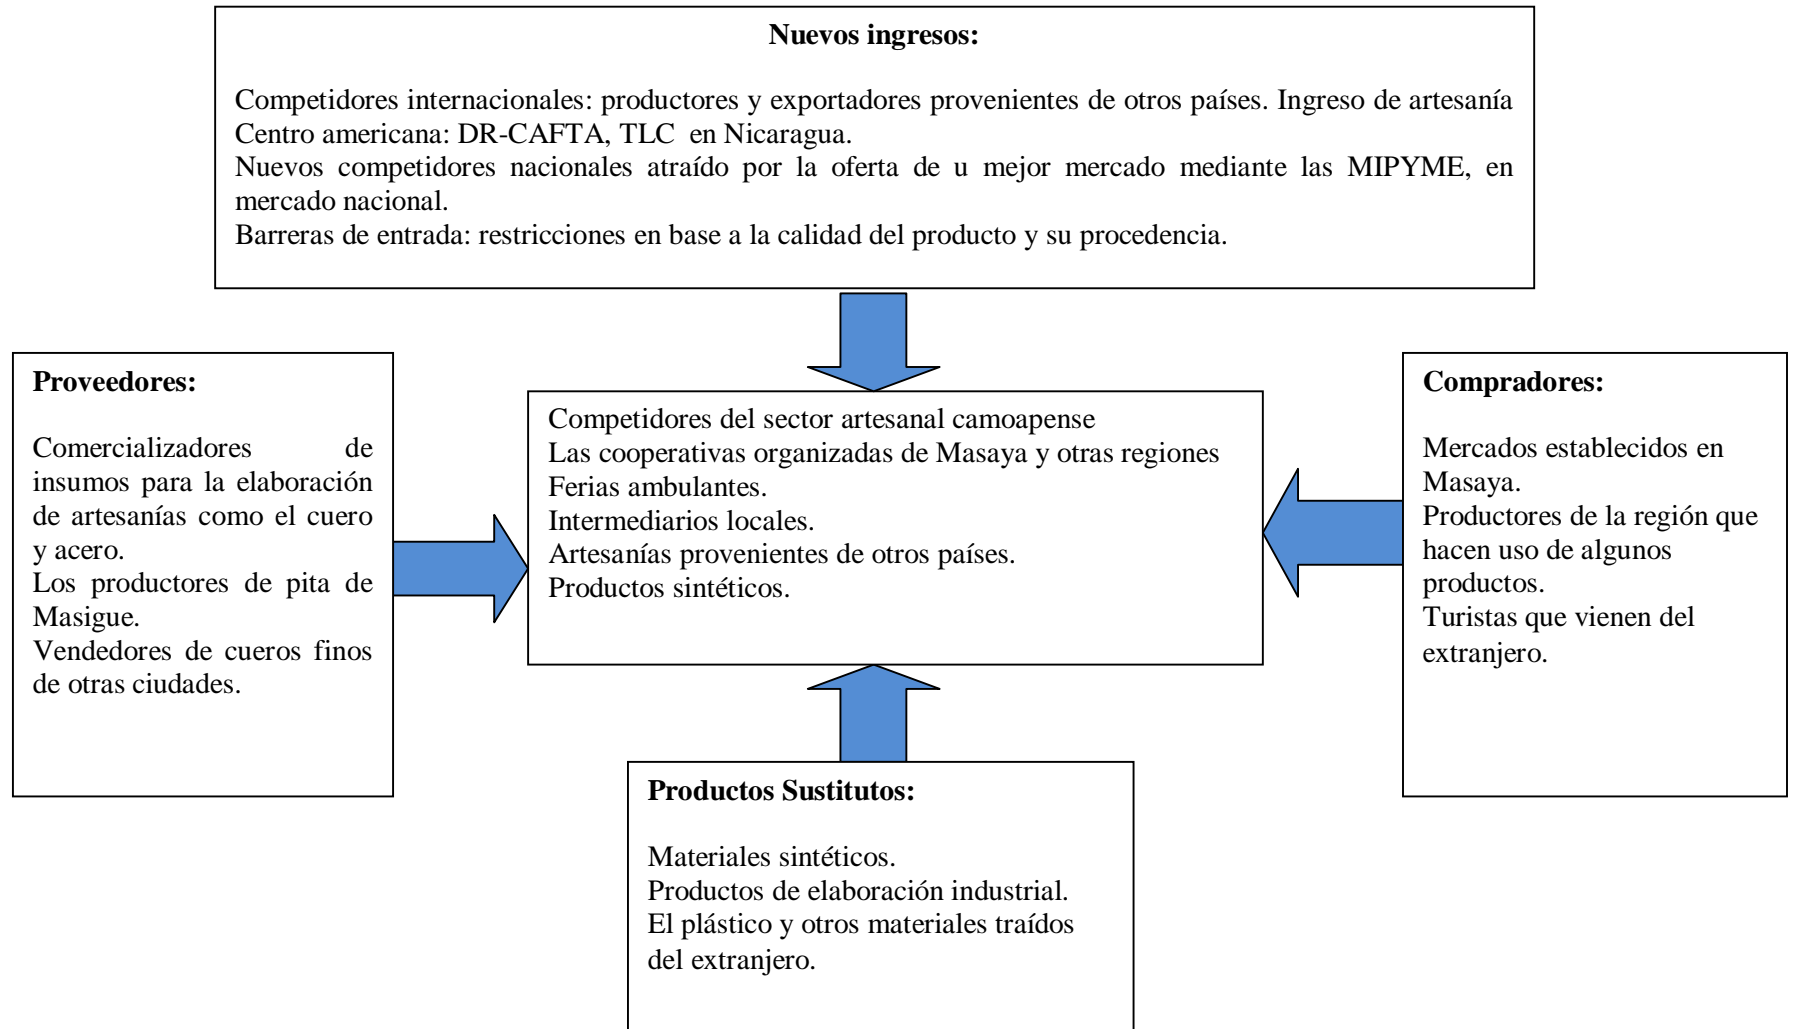 Nuevos ingresos:
Competidores internacionales: productores y exportadores provenientes de otros países. Ingreso de artesanía
Centro americana: DR-CAFTA, TLC en Nicaragua.
Nuevos competidores nacionales atraído por la oferta de u mejor mercado mediante las MIPYME, en
mercado nacional.
Barreras de entrada: restricciones en base a la calidad del producto y su procedencia.
Proveedores:
Comercializadores de
insumos para la elaboración
de artesanías como el cuero
y acero.
Los productores de pita de
Masigue.
Vendedores de cueros finos
de otras ciudades.
Competidores del sector artesanal camoapense
Las cooperativas organizadas de Masaya y otras regiones
Ferias ambulantes.
Intermediarios locales.
Artesanías provenientes de otros países.
Productos sintéticos.
Compradores:
Mercados establecidos en
Masaya.
Productores de la región que
hacen uso de algunos
productos.
Turistas que vienen del
extranjero.
Productos Sustitutos:
Materiales sintéticos.
Productos de elaboración industrial.
El plástico y otros materiales traídos
del extranjero.